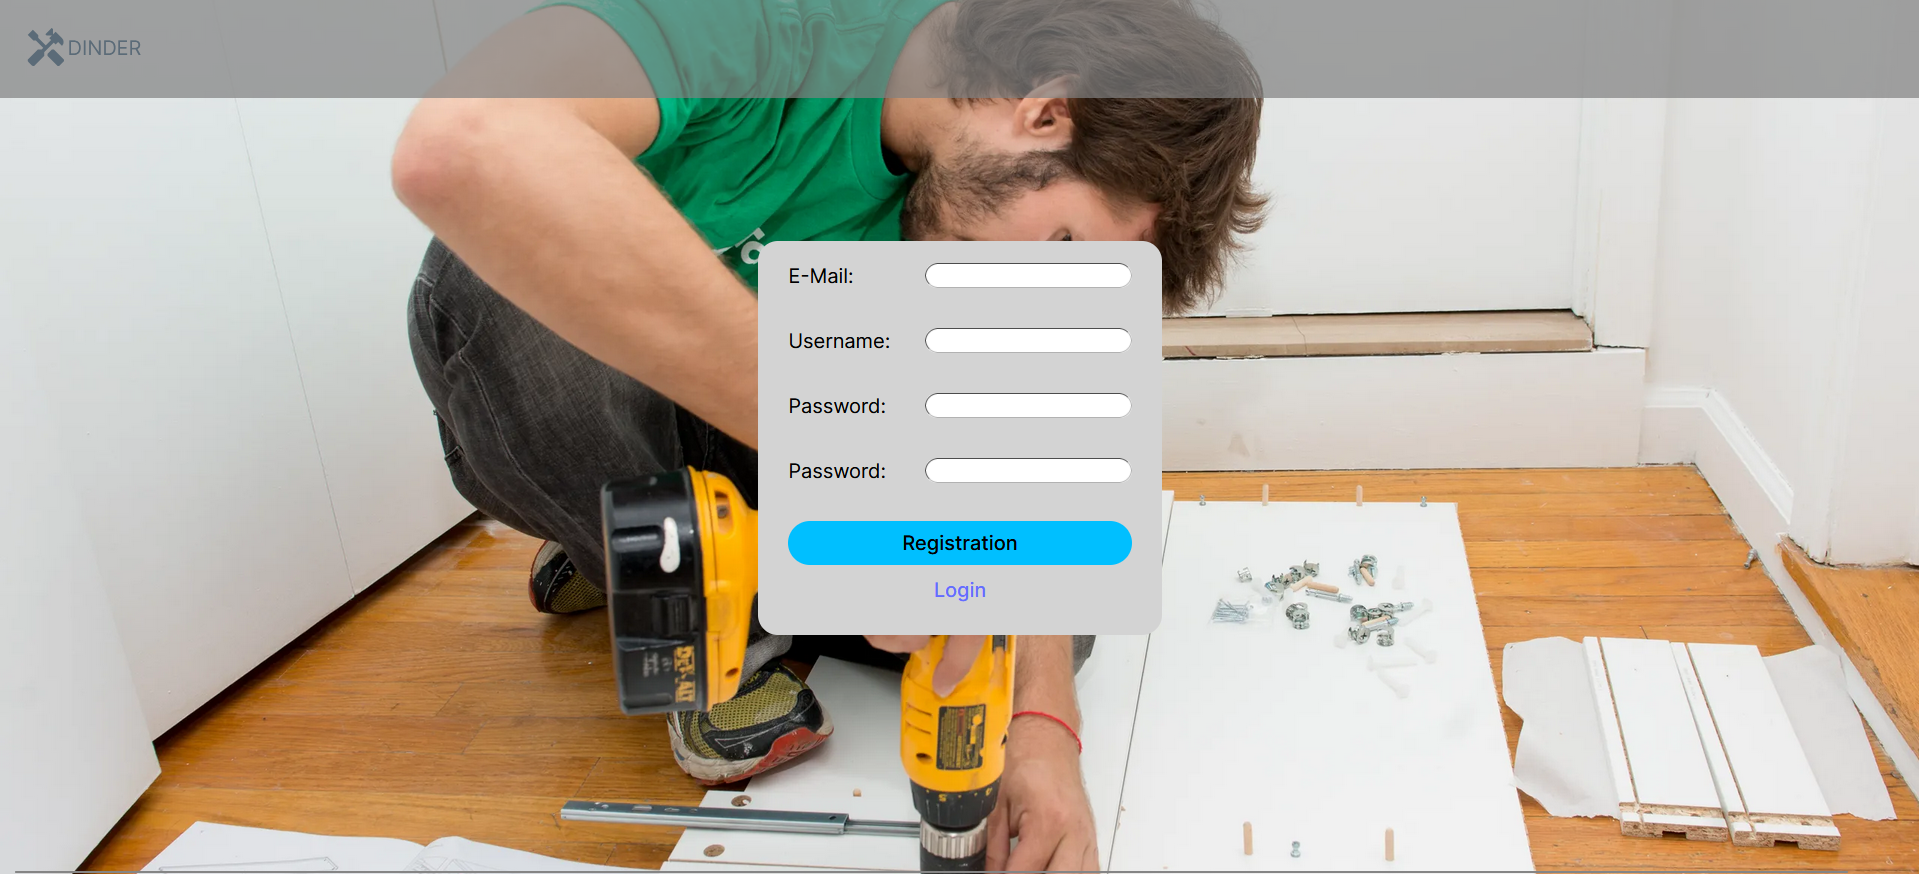 DINDER
E-Mail:
Username:
Password:
Password:
Registration
Login